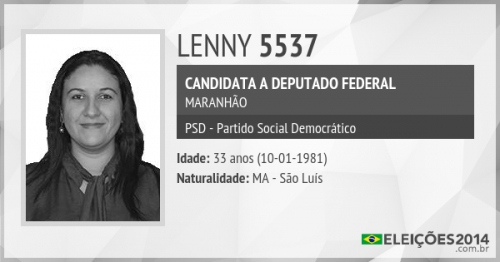 LENNY 5537
CANDIDATA A DEPUTADO FEDERAL
MARANHÃO
PSD - Partido Social Democrático
Idade: 33 anos (10-01-1981)
Naturalidade: MA - São Luís
ELEIÇÕES2014
.com.br